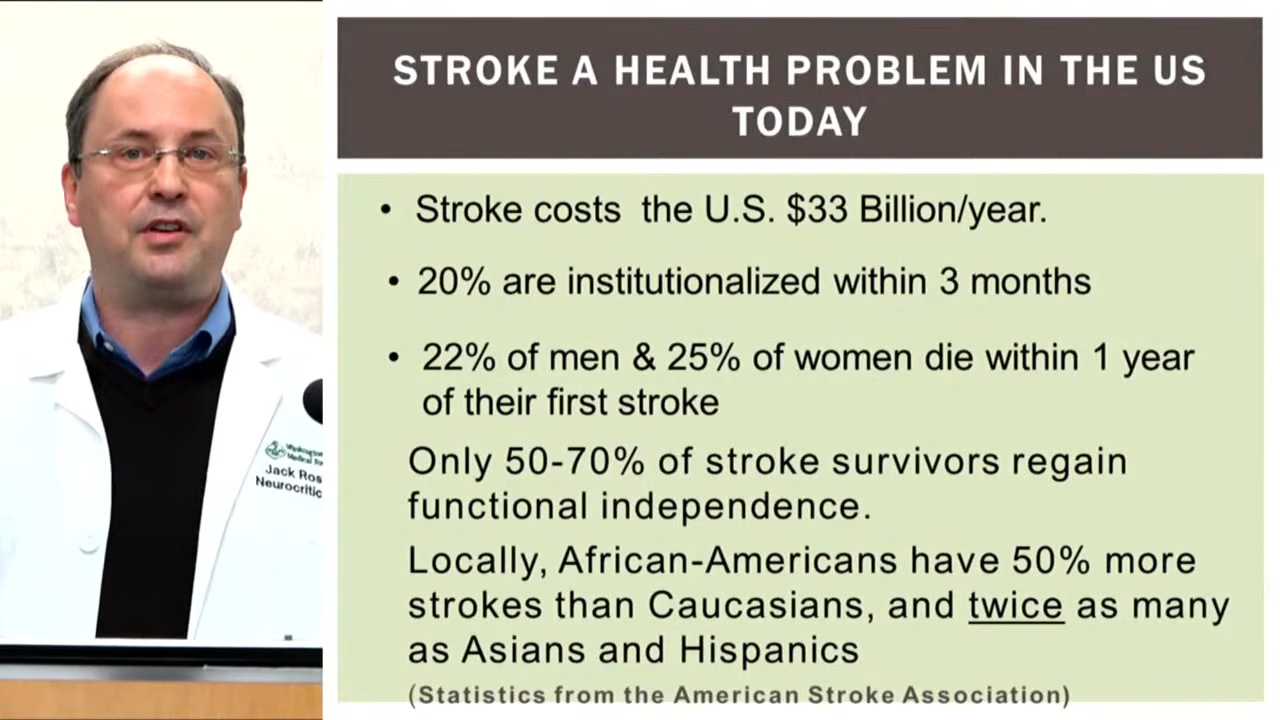 STROKE A HEALTH PROBLEM IN THE US
TODAY
• Stroke costs the U.S. $33 Billion/year.
• 20% are institutionalized within 3 months
• 22% of men & 25% of women die within 1 year
of their first stroke
Only 50-70% of stroke survivors regain
functional independence.
Locally, African-Americans have 50% more
strokes than Caucasians, and twice as many
as Asians and Hispanics
(Statistics from the American Stroke Association)
Washington
Medical
Jack